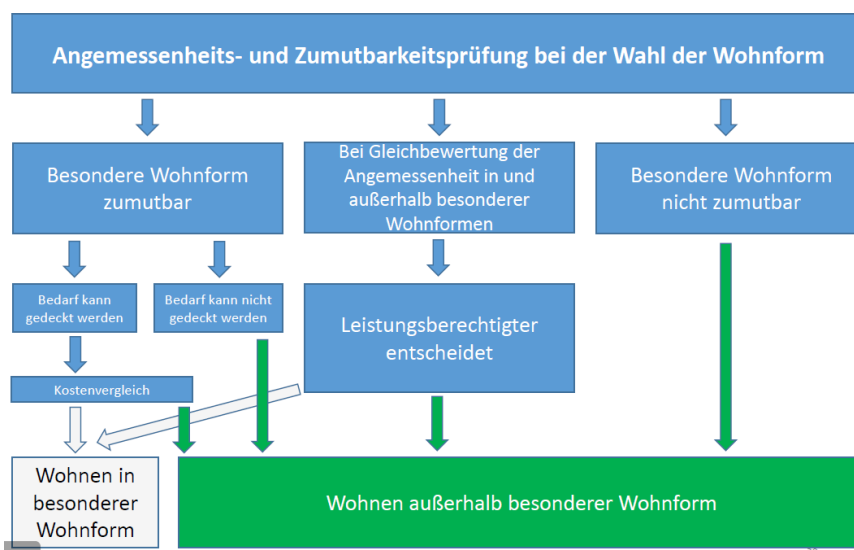 Angemessenheits- und Zumutbarkeitsprüfung bei der Wahl der Wohnform
Besondere Wohnform
zumutbar
Bei Gleichbewertung der
Angemessenheit in und
außerhalb besonderer
Wohnformen
Besondere Wohnform
nicht zumutbar
Bedarf kann
gedeckt werden
Bedarf kann nicht
gedeckt werden
Leistungsberechtigter
entscheidet
Kostenvergleich
Wohnen in
besonderer
Wohnform
Wohnen außerhalb besonderer Wohnform